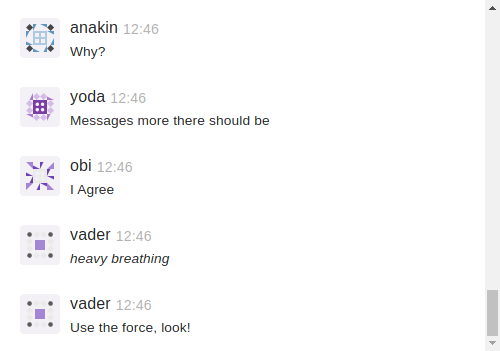 anakin 12:46
Why?
yoda 12:46
Messages more there should be
obi 12:46
I Agree
vader 12:46
heavy breathing
vader 12:46
Use the force, look!